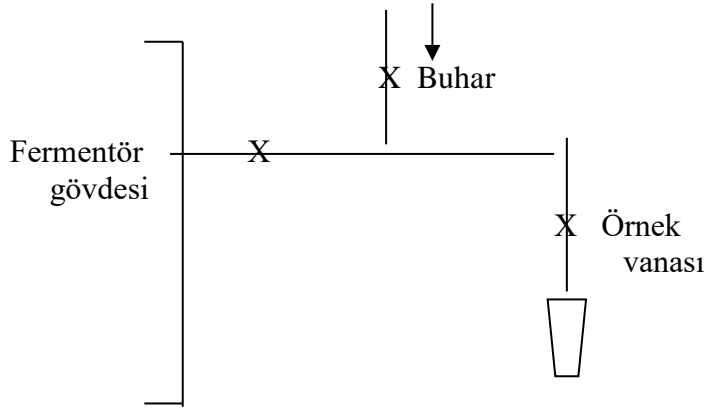 X Buhar
Fermentör
gövdesi
X
X Örnek
vanası